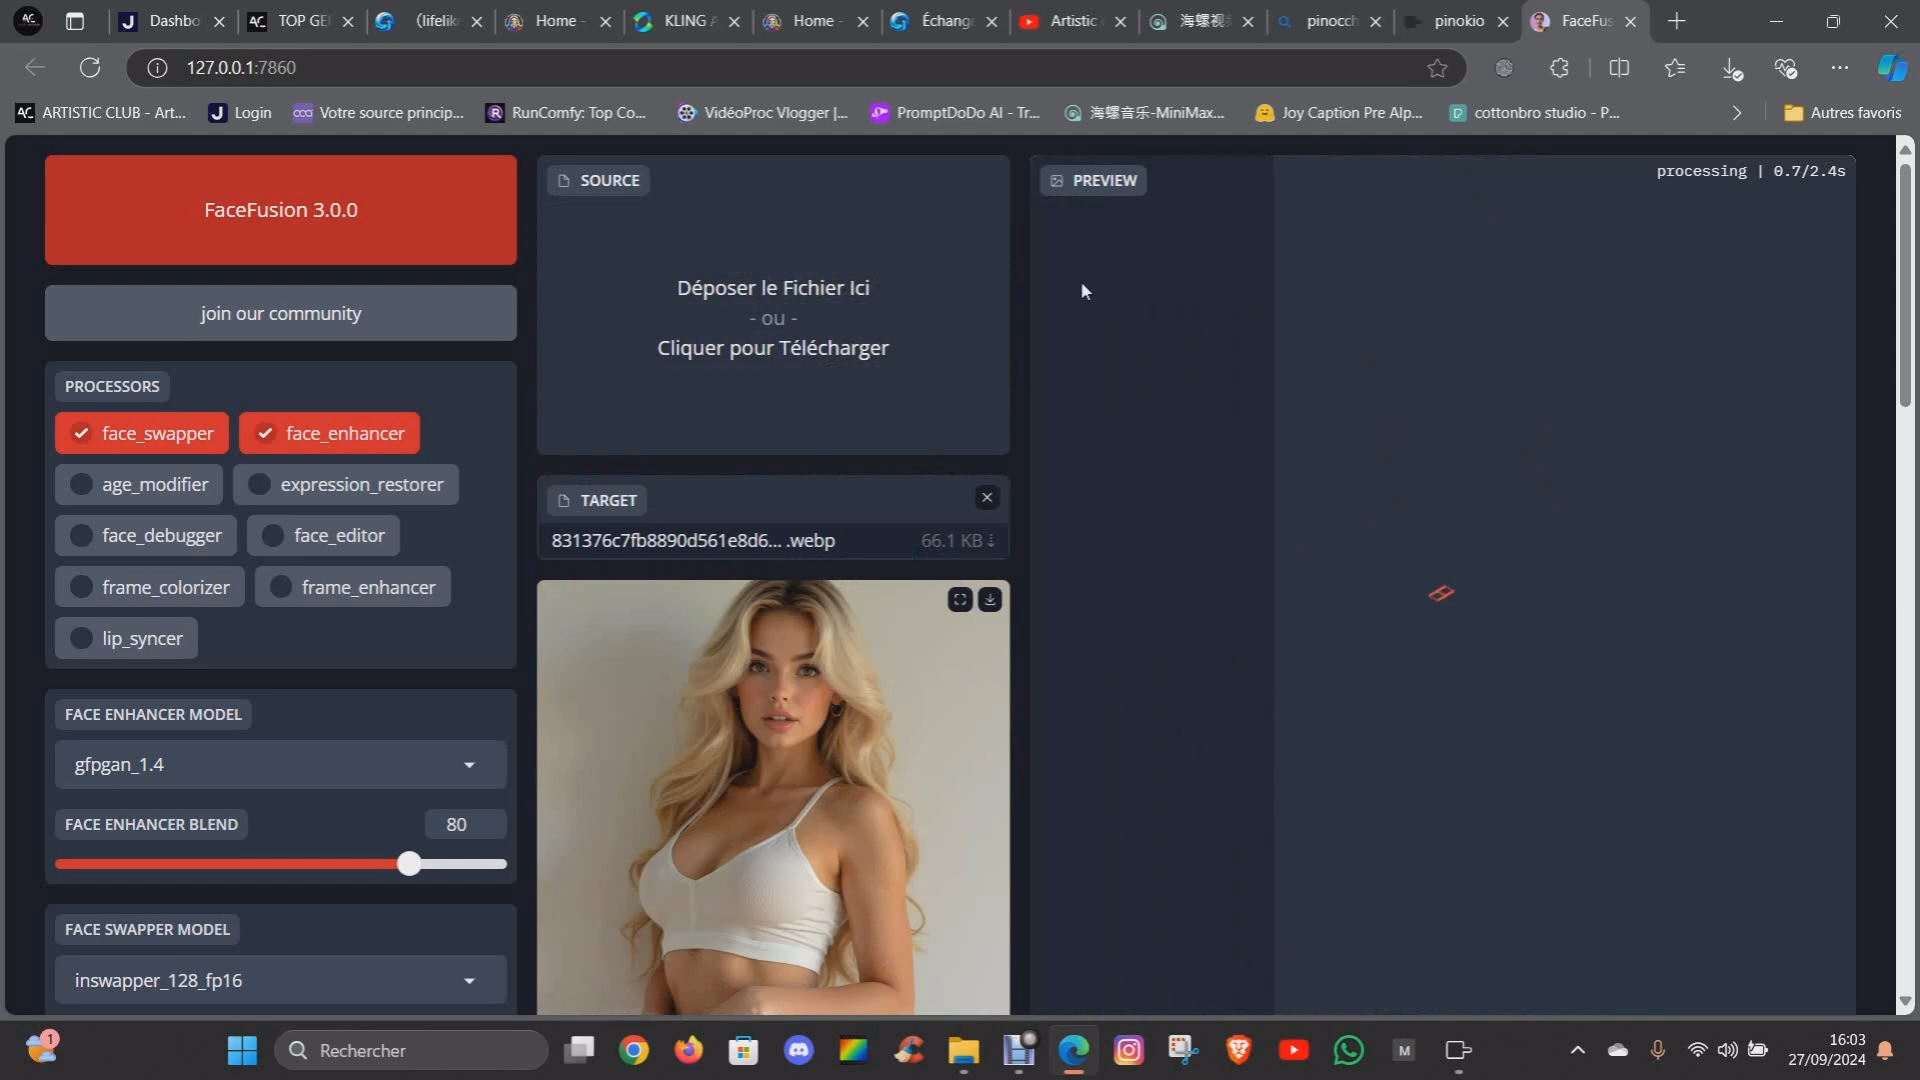 Dashbo
TOP GE
(lifelik
Home -
KLING A
Home -
Échang
Artistic
海螺视
pinocch
pinokio
FaceFus
127.0.0.1:7860
ARTISTIC CLUB - Art...
Login
Votre source princip...
RunComfy: Top Co...
VidéoProc Vlogger |...
PromptDoDo AI - Tr...
海螺音乐-MiniMax...
Joy Caption Pre Alp...
cottonbro studio - P...
Autres favoris
FaceFusion 3.0.0
join our community
PROCESSORS
face_swapper
face_enhancer
age_modifier
expression_restorer
face_debugger
face_editor
frame_colorizer
frame_enhancer
lip_syncer
FACE ENHANCER MODEL
gfpgan_1.4
FACE ENHANCER BLEND
80
FACE SWAPPER MODEL
inswapper_128_fp16
SOURCE
Déposer le Fichier Ici
- ou -
Cliquer pour Télécharger
TARGET
831376c7fb8890d561e8d6... .webp
66.1 KB ⇣
PREVIEW
processing | 0.7/2.4s
1
Rechercher
M
16:03
27/09/2024